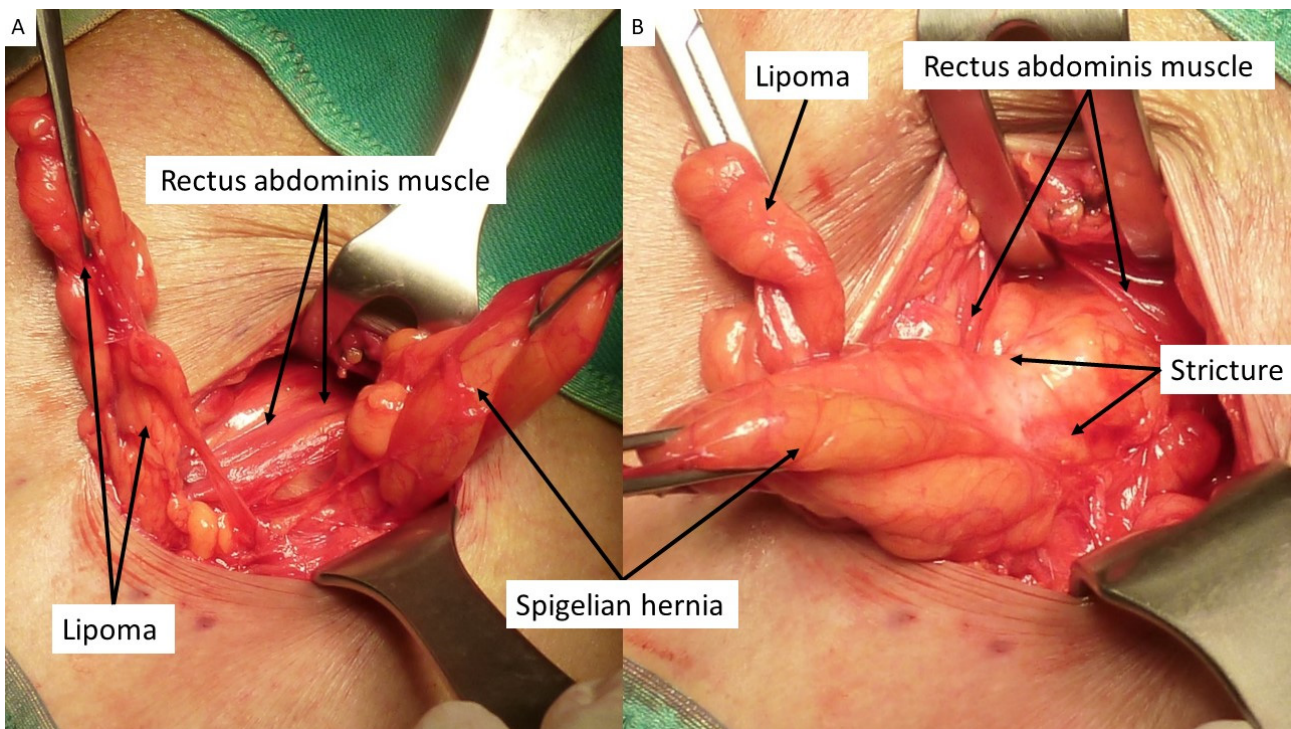 A
B
Lipoma
Rectus abdominis muscle
Rectus abdominis muscle
Stricture
Spigelian hernia
Lipoma